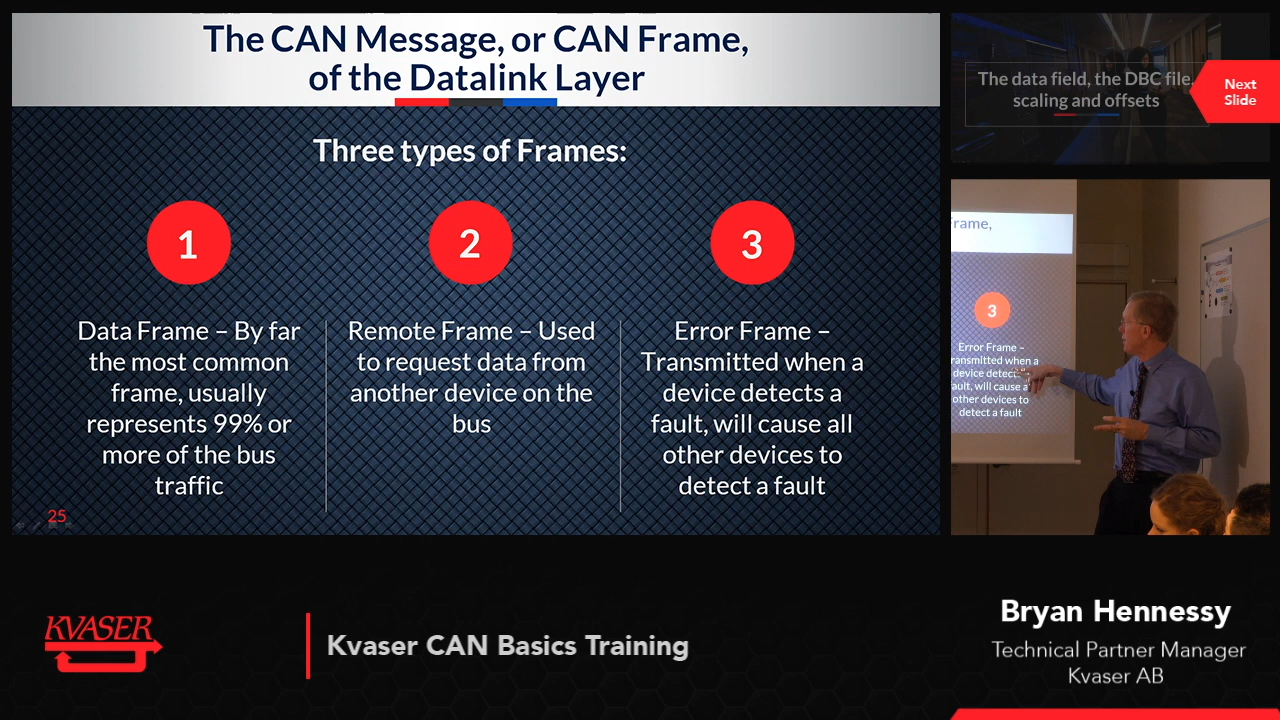 The CAN Message, or CAN Frame,
of the Datalink Layer
Three types of Frames:
1
Data Frame – By far
the most common
frame, usually
represents 99% or
more of the bus
traffic
2
Remote Frame – Used
to request data from
another device on the
bus
3
Error Frame –
Transmitted when a
device detects a
fault, will cause all
other devices to
detect a fault
25
The data field, the DBC file,
scaling and offsets
Next
Slide
Frame,
3
Error Frame –
ransmitted when a
device detects
ault, will cause a
other devices to
detect a fault
KVASER
Kvaser CAN Basics Training
Bryan Hennessy
Technical Partner Manager
Kvaser AB